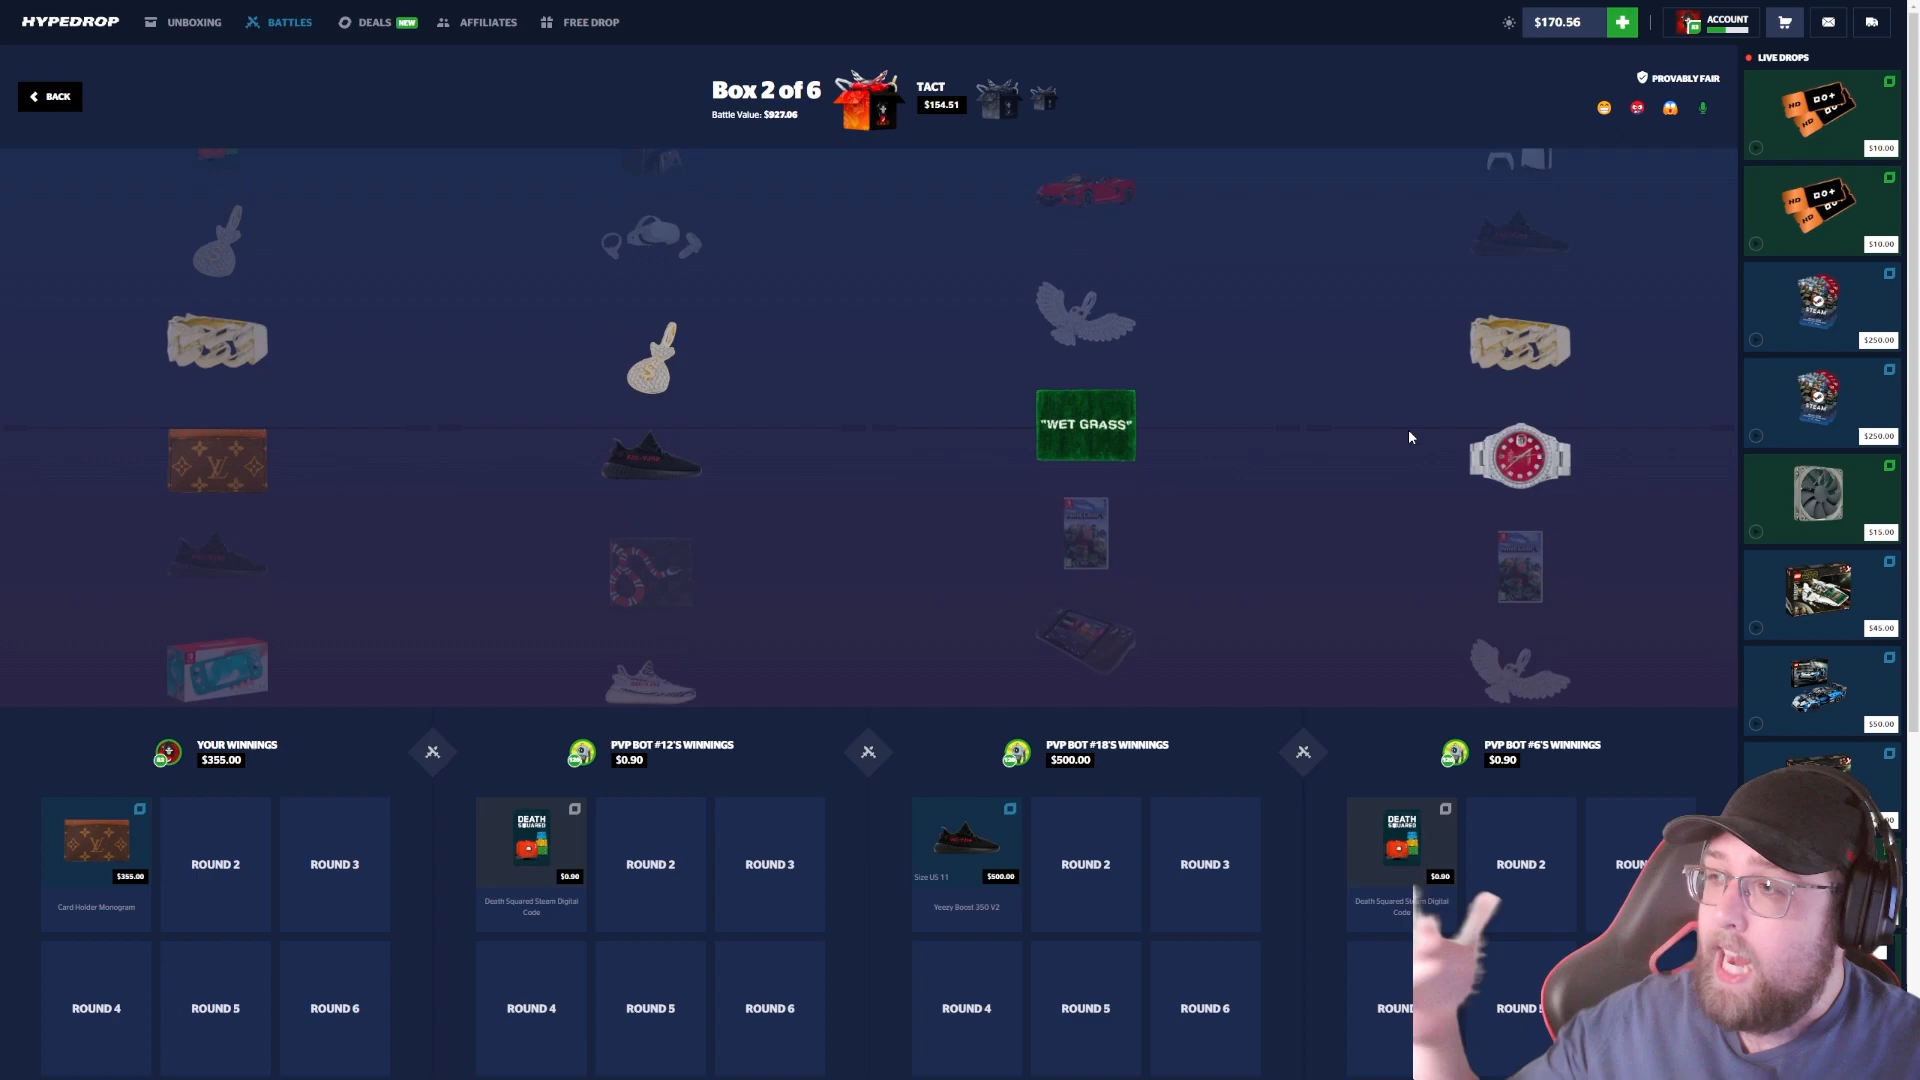 HYPEDROP
UNBOXING
BATTLES
DEALS NEW
AFFILIATES
FREE DROP
$170.56
ACCOUNT
BACK
Box 2 of 6
Battle Value: $927.06
TACT
$154.51
PROVABLY FAIR
LIVE DROPS
$10.00
$10.00
$250.00
$250.00
$15.00
$45.00
$50.00
"WET GRASS"
YOUR WINNINGS
$355.00
PVP BOT #12'S WINNINGS
$0.90
PVP BOT #18'S WINNINGS
$500.00
PVP BOT #6'S WINNINGS
$0.90
$355.00
Card Holder Monogram
ROUND 2
ROUND 3
ROUND 4
ROUND 5
ROUND 6
DEATH SQUARED
$0.90
Death Squared Steam Digital
Code
ROUND 2
ROUND 3
ROUND 4
ROUND 5
ROUND 6
Size US 11
$500.00
Yeezy Boost 350 V2
ROUND 2
ROUND 3
ROUND 4
ROUND 5
ROUND 6
DEATH SQUARED
$0.90
Death Squared Steam Digital
Code
ROUND 2